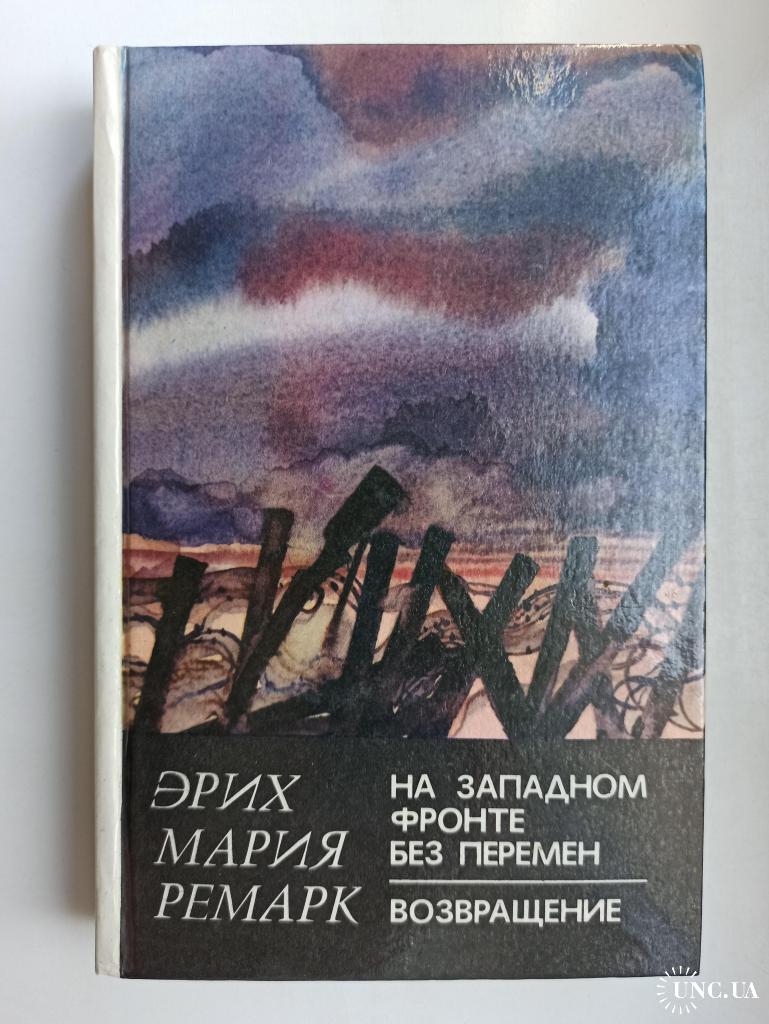 ЭРИХ
МАРИЯ
РЕМАРК
НА ЗАПАДНОМ
ФРОНТЕ
БЕЗ ПЕРЕМЕН
ВОЗВРАЩЕНИЕ
UNC.UA